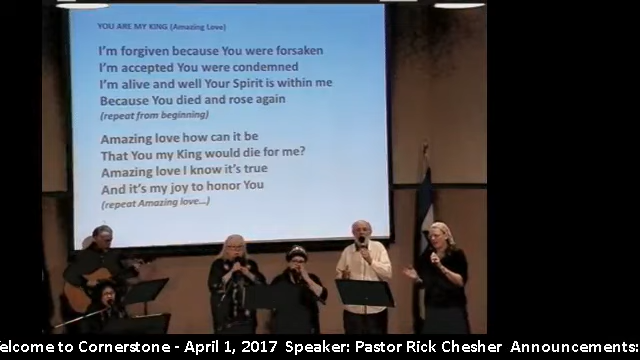 YOU ARE MY KING (Amazing Love)
I'm forgiven because You were forsaken
I'm accepted You were condemned
I'm alive and well Your Spirit is within me
Because You died and rose again
(repeat from beginning)
Amazing love how can it be
That You my King would die for me?
Amazing love I know it's true
And it's my joy to honor You
(repeat Amazing love...)
elcome to Cornerstone - April 1, 2017 Speaker: Pastor Rick Chesher Announcements: